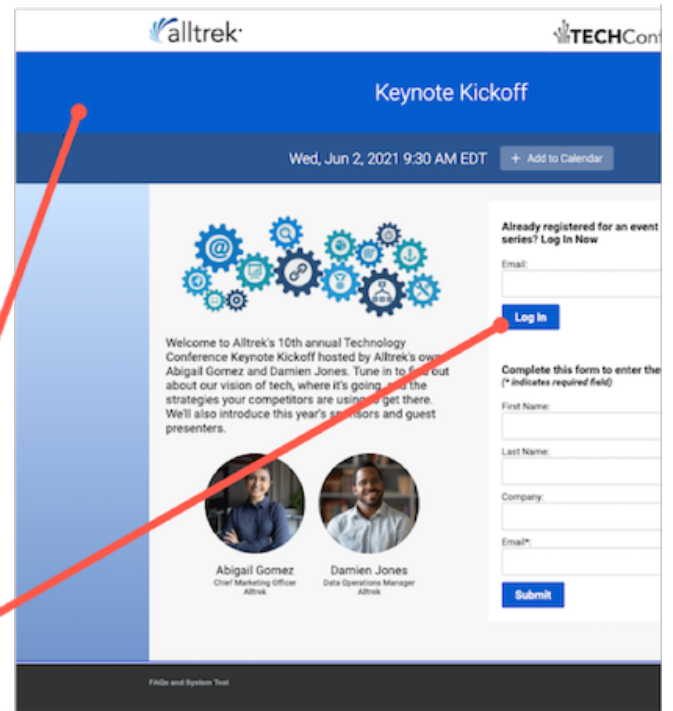 alltrek
TECHConf
Keynote Kickoff
Wed, Jun 2, 2021 9:30 AM EDT
+ Add to Calendar
Welcome to Alltrek's 10th annual Technology
Conference Keynote Kickoff hosted by Alltrek's own
Abigail Gomez and Damien Jones. Tune in to find out
about our vision of tech, where it's going, and the
strategies your competitors are using to get there.
We'll also introduce this year's sponsors and guest
presenters.
Abigail Gomez
Chief Marketing Officer
Alltrek
Damien Jones
Data Operations Manager
Alltrek
Already registered for an event
series? Log In Now
Email:
Log In
Complete this form to enter the
(* indicates required field)
First Name:
Last Name:
Company:
Email*:
Submit
FAQs and System Test